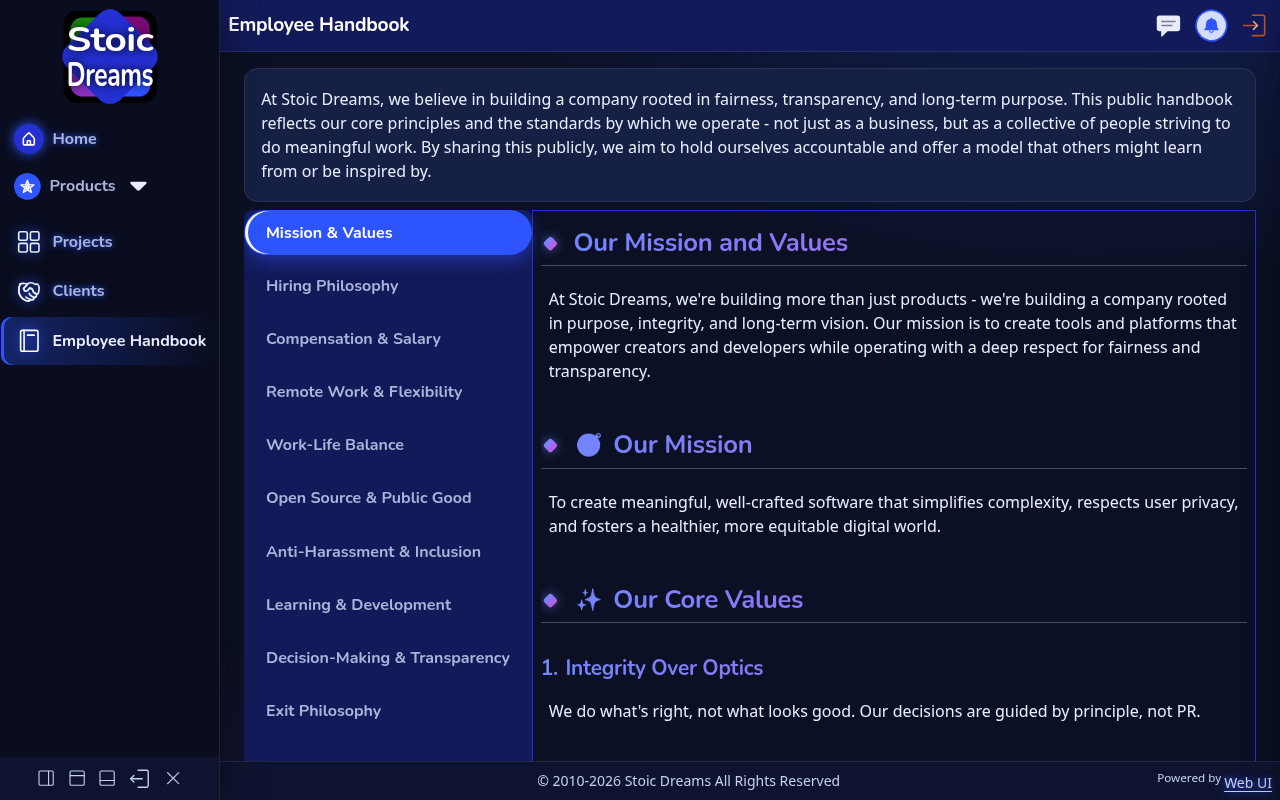 Stoic
Dreams
Home
Products
Projects
Clients
Employee Handbook
Employee Handbook
At Stoic Dreams, we believe in building a company rooted in fairness, transparency, and long-term purpose. This public handbook
reflects our core principles and the standards by which we operate - not just as a business, but as a collective of people striving to
do meaningful work. By sharing this publicly, we aim to hold ourselves accountable and offer a model that others might learn
from or be inspired by.
Mission & Values
Hiring Philosophy
Compensation & Salary
Remote Work & Flexibility
Work-Life Balance
Open Source & Public Good
Anti-Harassment & Inclusion
Learning & Development
Decision-Making & Transparency
Exit Philosophy
Our Mission and Values
At Stoic Dreams, we're building more than just products - we're building a company rooted
in purpose, integrity, and long-term vision. Our mission is to create tools and platforms that
empower creators and developers while operating with a deep respect for fairness and
transparency.
Our Mission
To create meaningful, well-crafted software that simplifies complexity, respects user privacy,
and fosters a healthier, more equitable digital world.
Our Core Values
1. Integrity Over Optics
We do what's right, not what looks good. Our decisions are guided by principle, not PR.
© 2010-2026 Stoic Dreams All Rights Reserved
Powered by Web UI